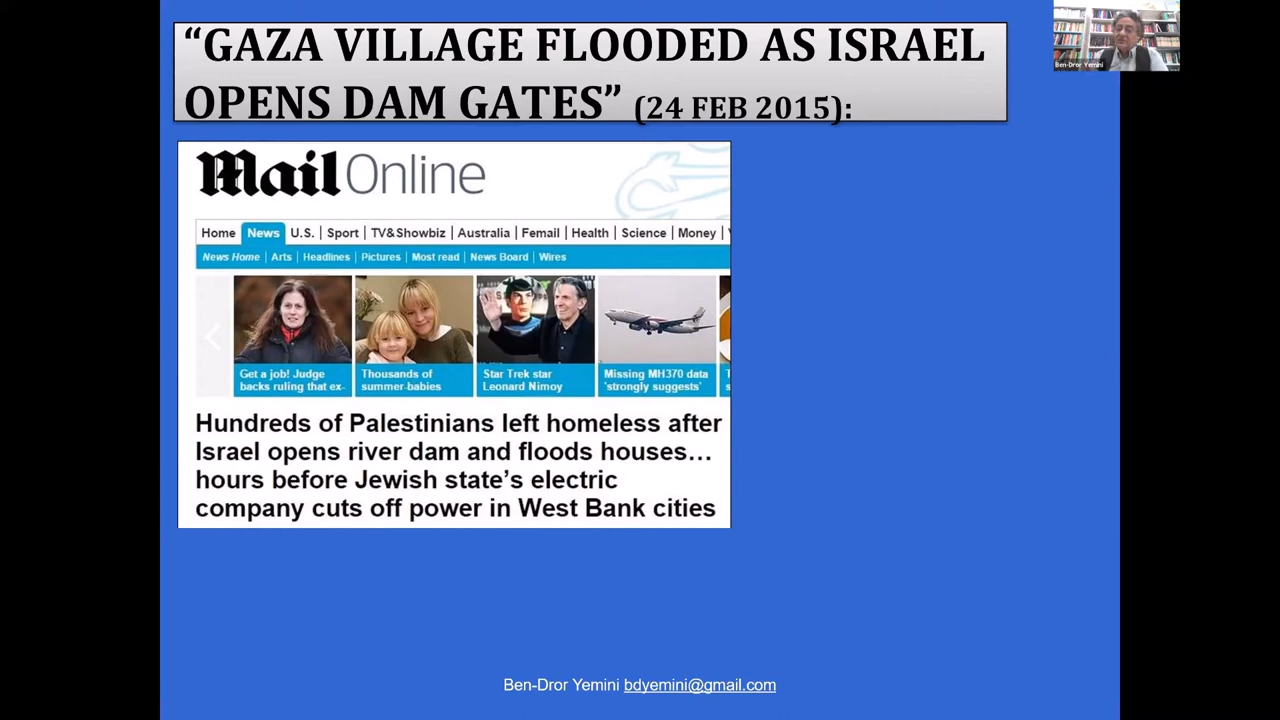 “GAZA VILLAGE FLOODED AS ISRAEL
OPENS DAM GATES” (24 FEB 2015):
Ben-Dror Yemini
Mail Online
Home News U.S. | Sport | TV&Showbiz | Australia | Femail | Health | Science | Money |
News Home | Arts | Headlines | Pictures | Most read | News Board | Wires
Get a job! Judge
backs ruling that ex-
Thousands of
summer-babies
Star Trek star
Leonard Nimoy
Missing MH370 data
'strongly suggests'
Hundreds of Palestinians left homeless after
Israel opens river dam and floods houses...
hours before Jewish state’s electric
company cuts off power in West Bank cities
Ben-Dror Yemini bdyemini@gmail.com